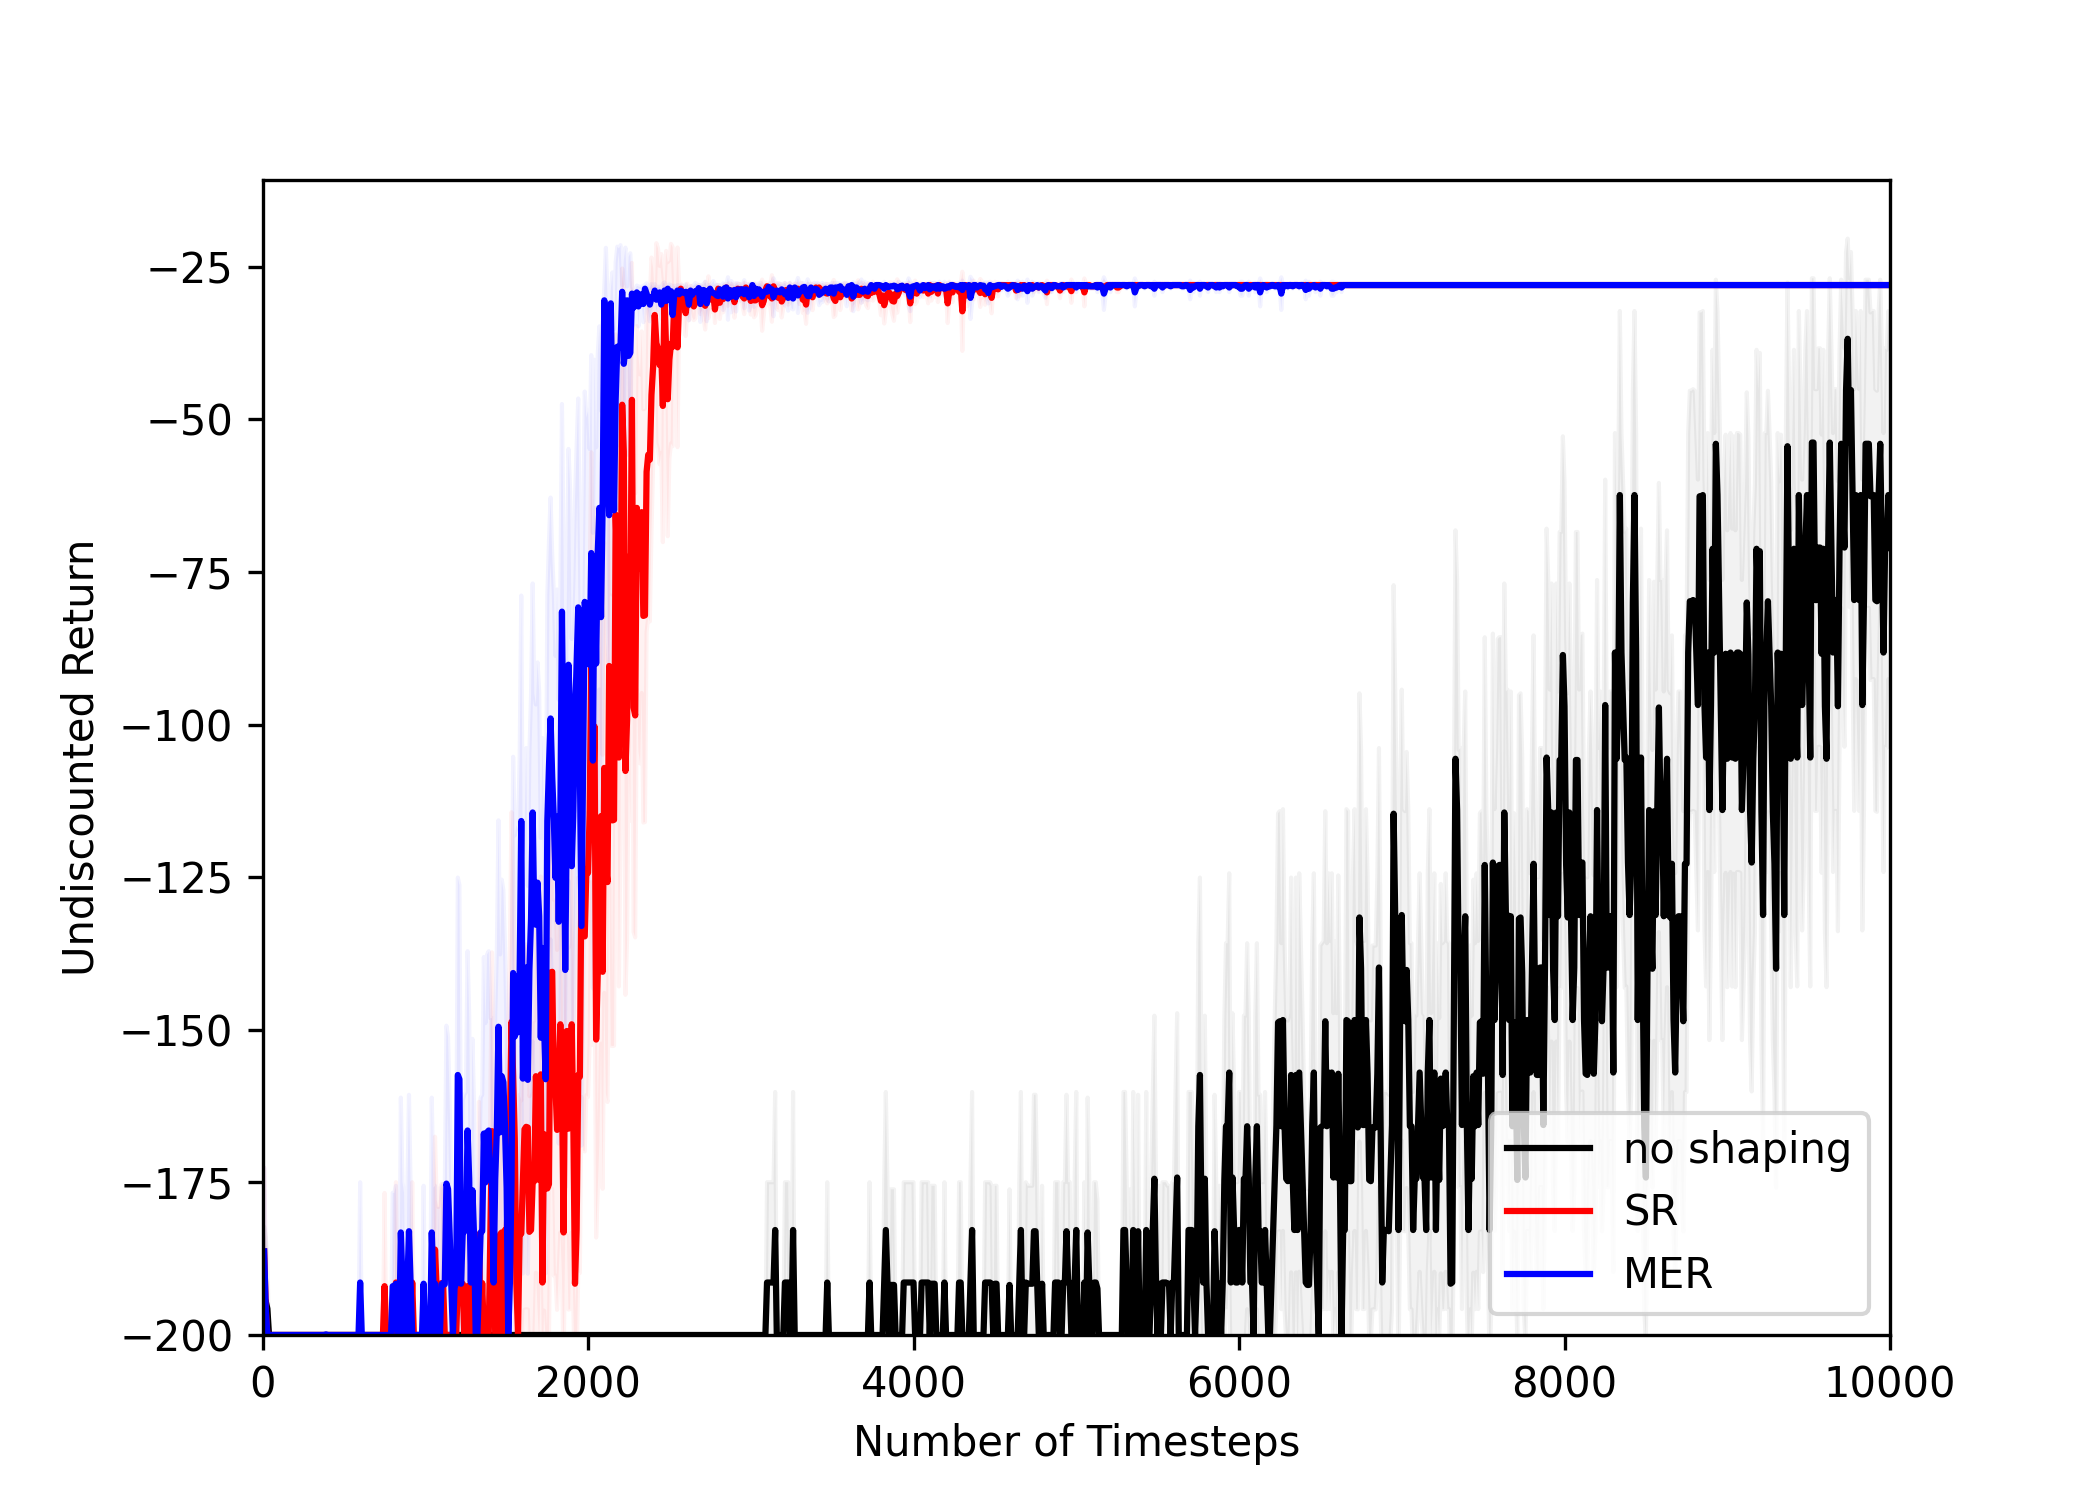 −25
−50
−75
−100
−125
−150
−175
−200
Undiscounted Return
0 2000 4000 6000 8000 10000
Number of Timesteps
no shaping
SR
MER